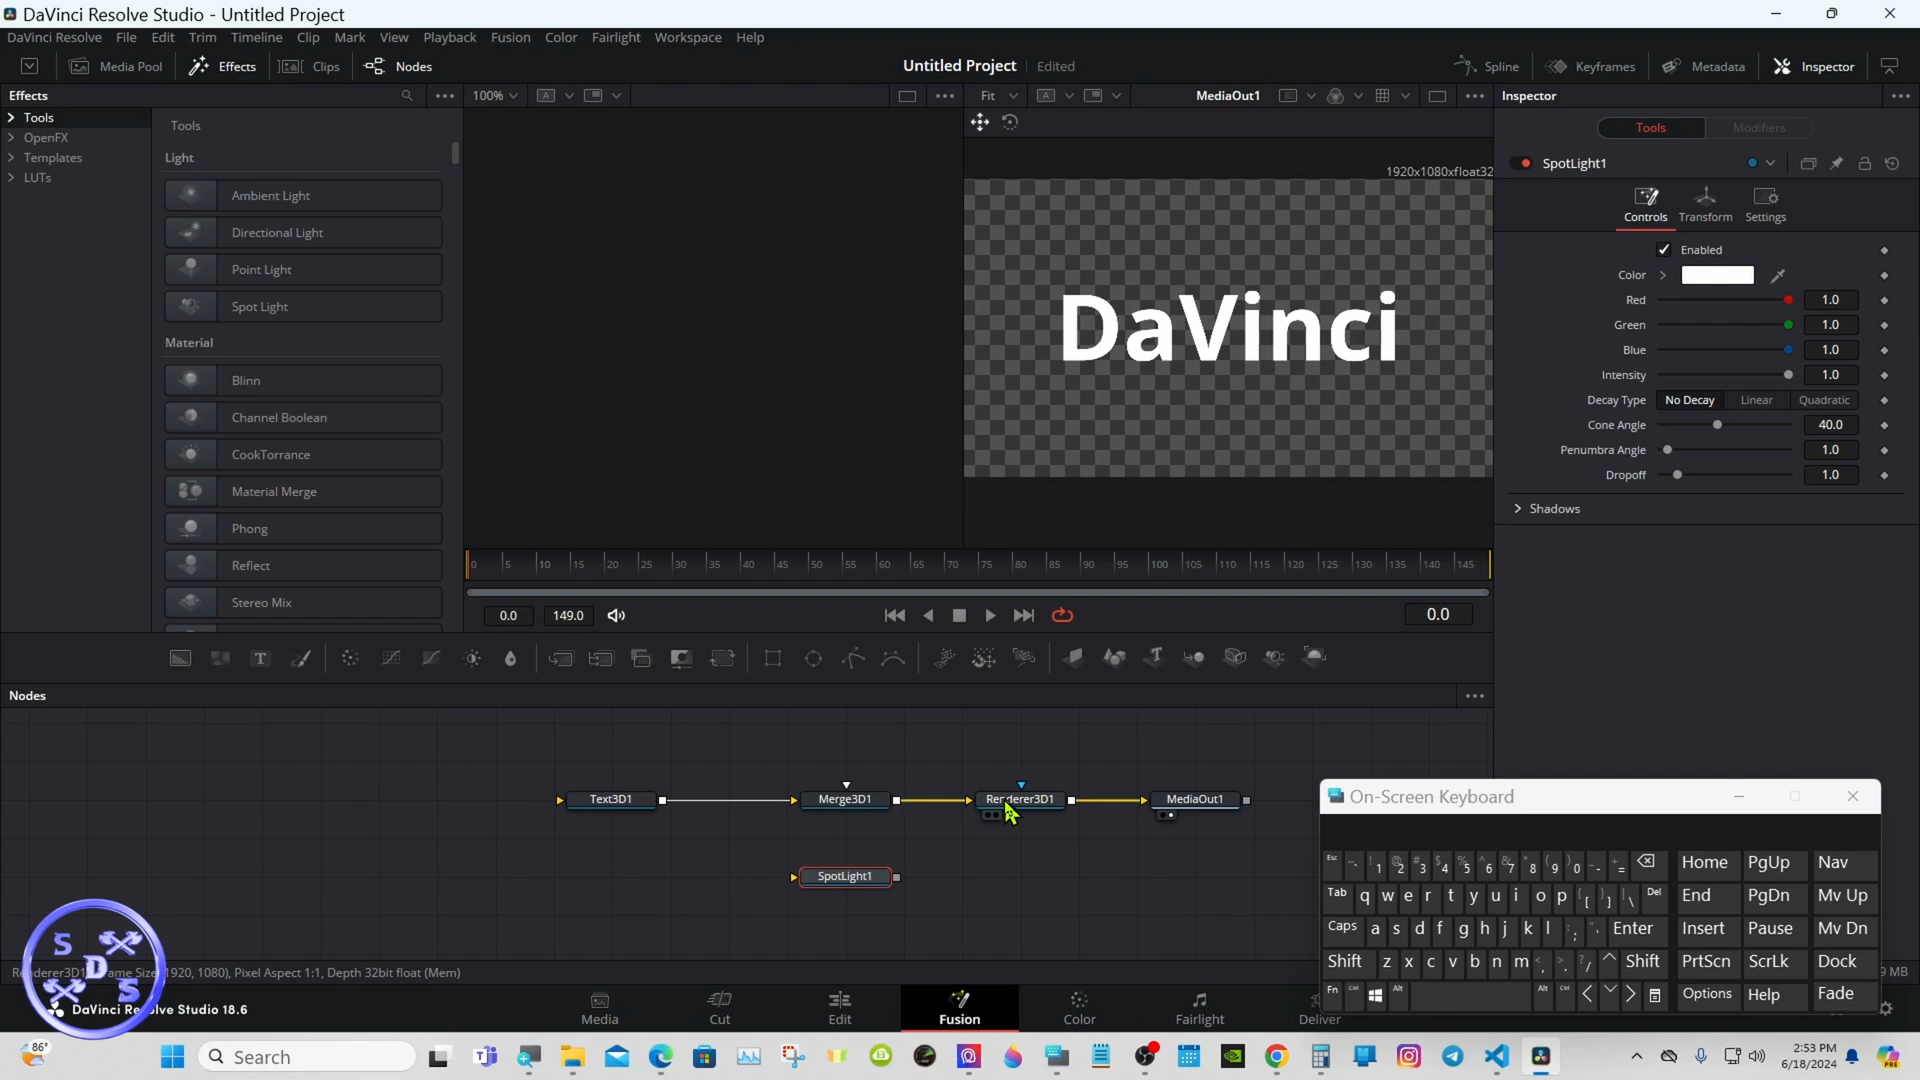 DaVinci Resolve Studio - Untitled Project
DaVinci Resolve File Edit Trim Timeline Clip Mark View Playback Fusion Color Fairlight Workspace Help
Media Pool Effects Clips Nodes
Untitled Project Edited
Spline Keyframes Metadata Inspector
Effects
100%
Fit
MediaOut1
Inspector
Tools
OpenFX
Templates
LUTs
Tools
Light
Ambient Light
Directional Light
Point Light
Spot Light
Material
Blinn
Channel Boolean
CookTorrance
Material Merge
Phong
Reflect
Stereo Mix
1920x1080xfloat32
DaVinci
Tools Modifiers
SpotLight1
Controls Transform Settings
Enabled
Color
Red 1.0
Green 1.0
Blue 1.0
Intensity 1.0
Decay Type No Decay Linear Quadratic
Cone Angle 40.0
Penumbra Angle 1.0
Dropoff 1.0
Shadows
0 5 10 15 20 25 30 35 40 45 50 55 60 65 70 75 80 85 90 95 100 105 110 115 120 125 130 135 140 145
0.0 149.0 0.0
Nodes
Text3D1 Merge3D1 Renderer3D1 MediaOut1
SpotLight1
On-Screen Keyboard
Esc ~ ` ! 1 @ 2 # 3 $ 4 % 5 ^ 6 & 7 * 8 ( 9 ) 0 _ - + = Home PgUp Nav
Tab q w e r t y u i o p { [ } ] | \ Del End PgDn Mv Up
Caps a s d f g h j k l : ; " ' Enter Insert Pause Mv Dn
Shift z x c v b n m < , > . ? / Shift PrtScn ScrLk Dock
Fn Ctrl Alt Alt Ctrl Options Help Fade
1920, 1080), Pixel Aspect 1:1, Depth 32bit float (Mem)
MB
S D S
DaVinci Resolve Studio 18.6
Media Cut Edit Fusion Color Fairlight Deliver
86°
Search
2:53 PM
6/18/2024
PRE